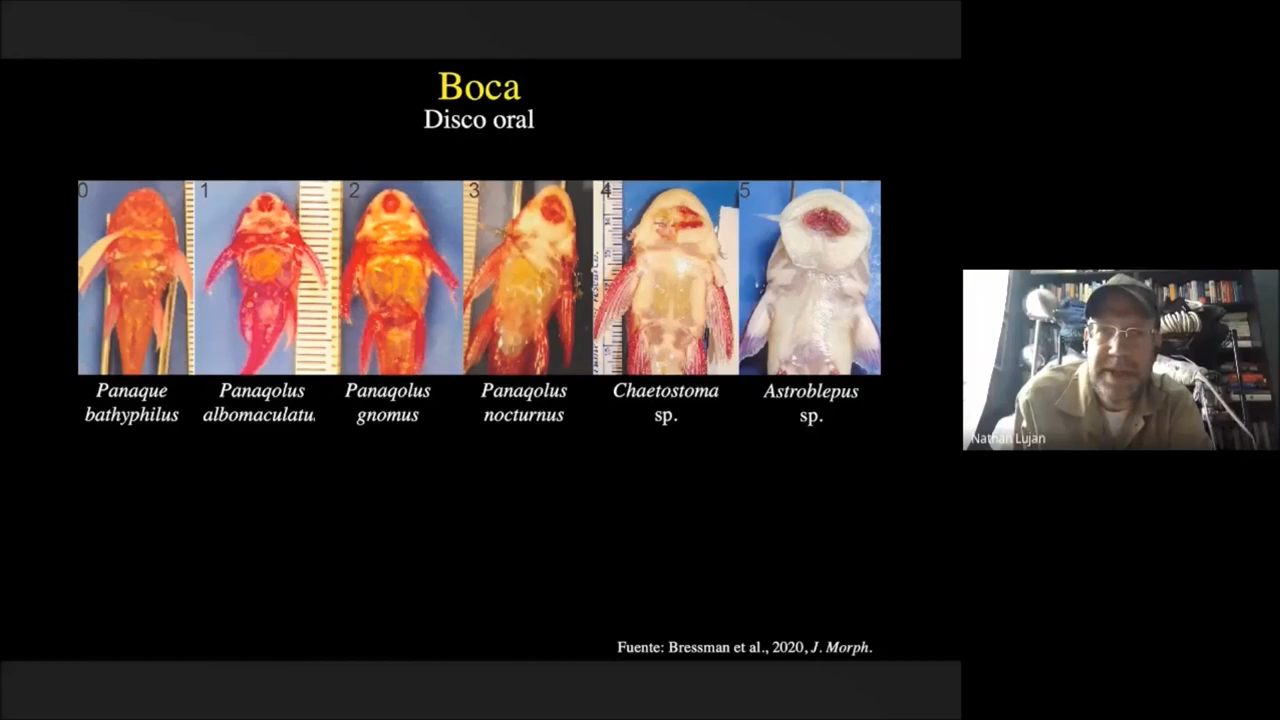 Boca
Disco oral
0 1 2 3 4 5
Panaque
bathyphilus
Panaqolus
albomaculatu.
Panaqolus
gnomus
Panaqolus
nocturnus
Chaetostoma
sp.
Astroblepus
sp.
Nathan Lujan
Fuente: Bressman et al., 2020, J. Morph.